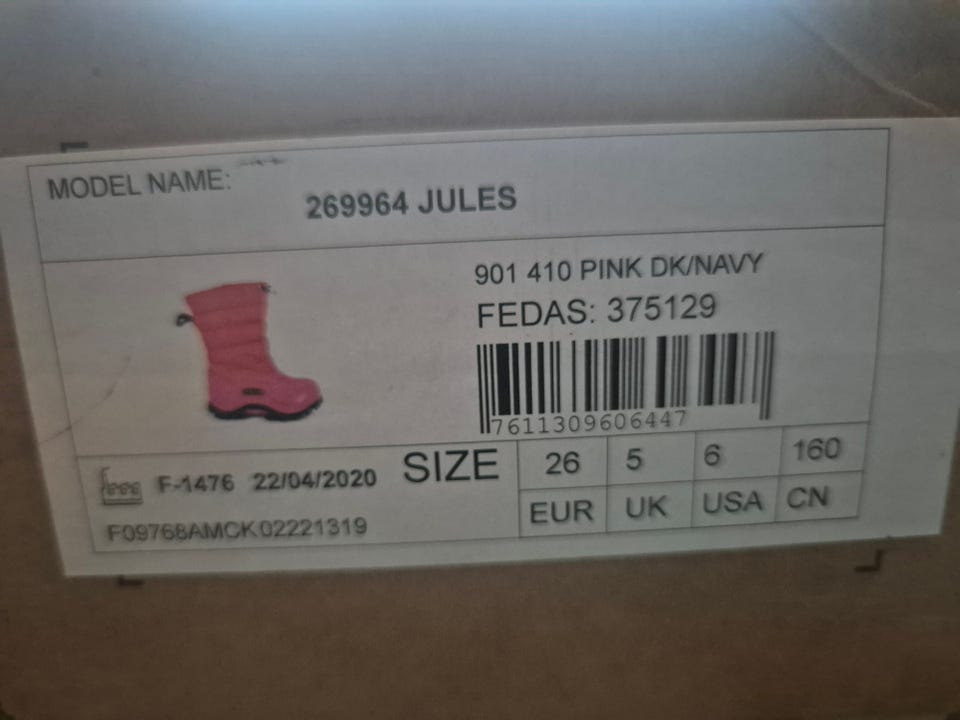 MODEL NAME:
269964 JULES
901 410 PINK DK/NAVY
FEDAS: 375129
7611309606447
F-1476 22/04/2020 SIZE
F09768AMCK02221319
26 5 6 160
EUR UK USA CN